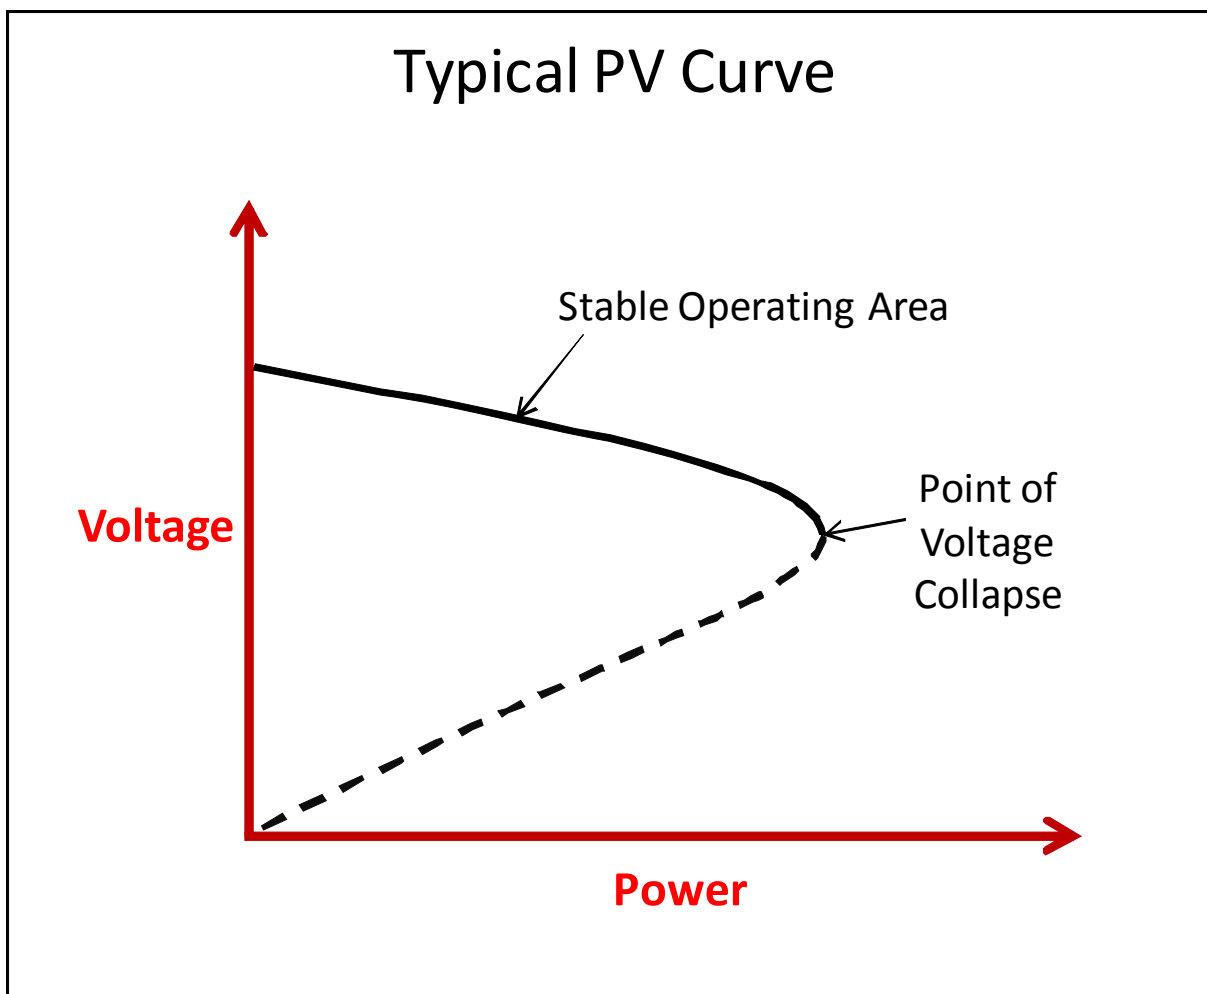 Typical PV Curve
Stable Operating Area
Point of
Voltage
Collapse
Voltage
Power